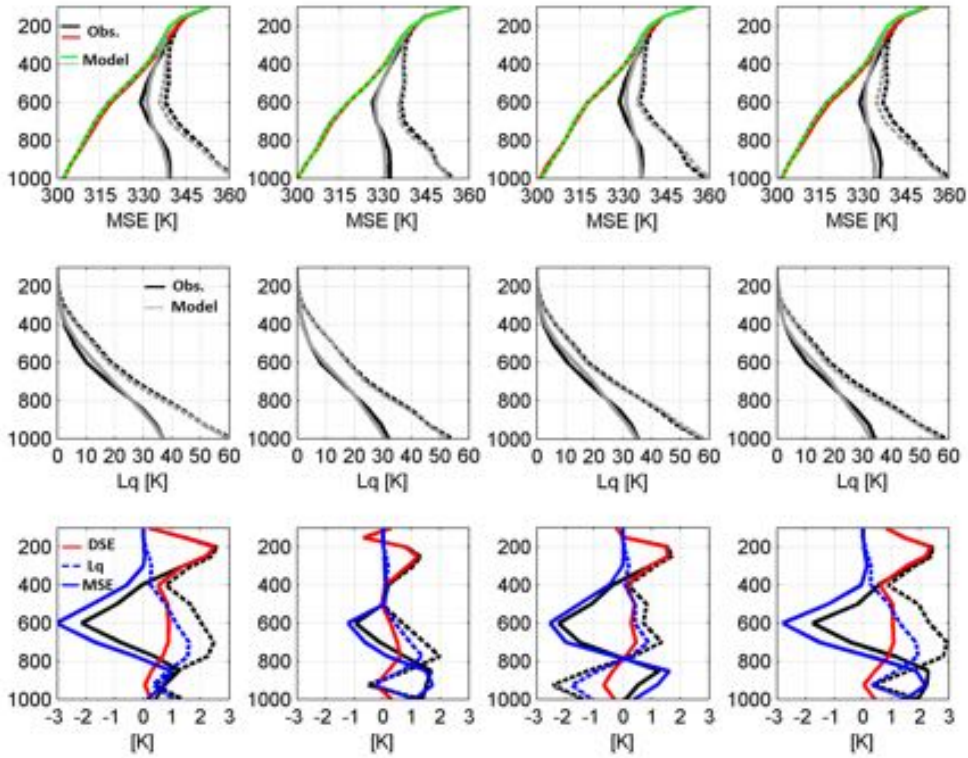 200 Obs. 200 200 200
400 Model 400 400 400
600 600 600 600
800 800 800 800
1000 1000 1000 1000
300 315 330 345 360 300 315 330 345 360 300 315 330 345 360 300 315 330 345 360
MSE [K] MSE [K] MSE [K] MSE [K]
200 Obs. 200 200 200
Model
400 400 400 400
600 600 600 600
800 800 800 800
1000 1000 1000 1000
0 10 20 30 40 50 60 0 10 20 30 40 50 60 0 10 20 30 40 50 60 0 10 20 30 40 50 60
Lq [K] Lq [K] Lq [K] Lq [K]
200 DSE 200 200 200
Lq
400 MSE 400 400 400
600 600 600 600
800 800 800 800
1000 1000 1000 1000
-3 -2 -1 0 1 2 3 -3 -2 -1 0 1 2 3 -3 -2 -1 0 1 2 3 -3 -2 -1 0 1 2 3
[K] [K] [K] [K]